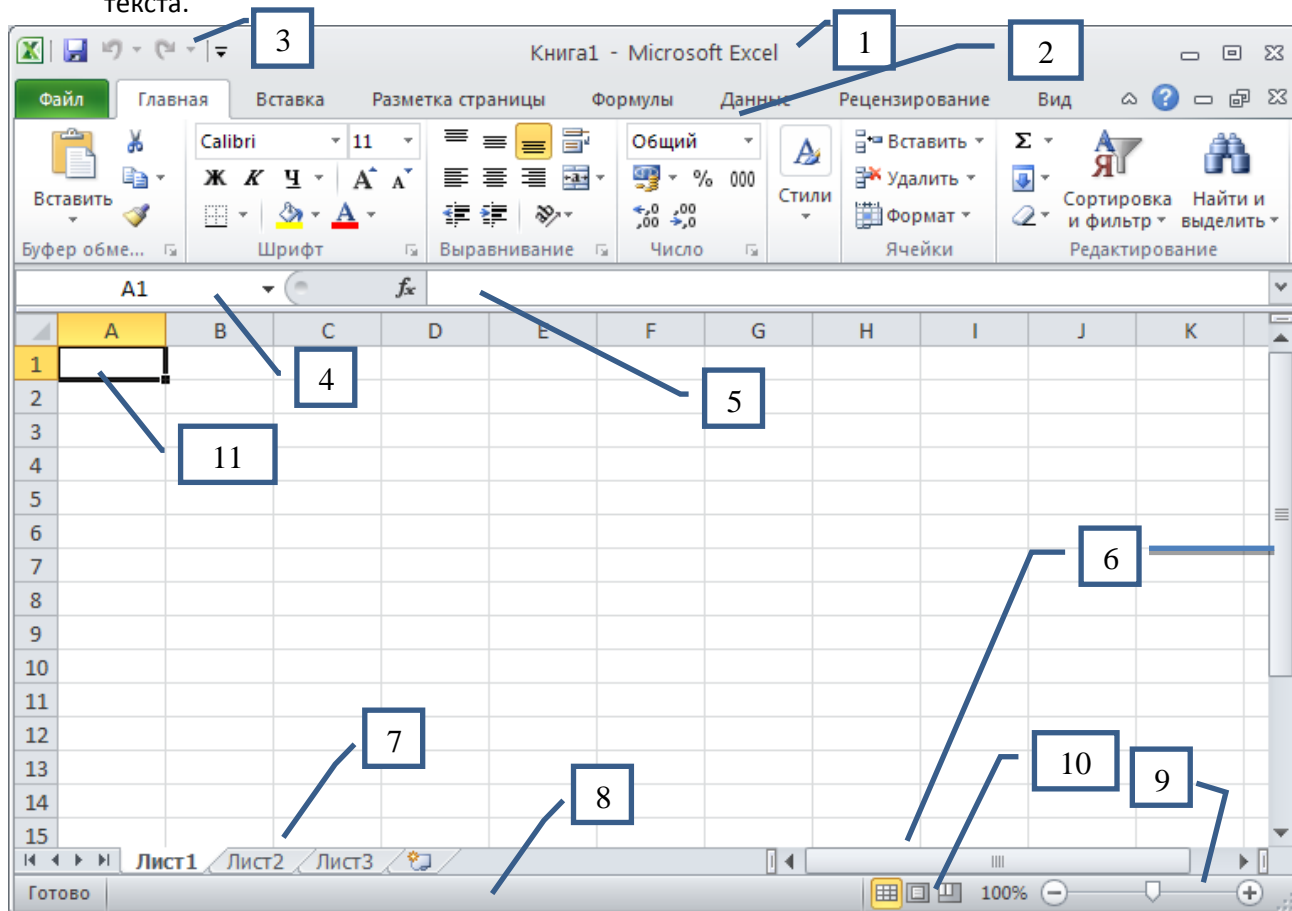 текста.
3
Книга1 - Microsoft Excel
1
2
Файл Главная Вставка Разметка страницы Формулы Данные Рецензирование Вид
Calibri 11 Общий Σ
Вставить Ж К Ч A A % 000 Стили Вставить Удалить Формат Сортировка и фильтр Найти и выделить
Буфер обме... Шрифт Выравнивание Число Ячейки Редактирование
A1 fx
A B C D E F G H I J K
1
4
2
5
3
11
4
5
6
6
7
8
9
10
11
12
7
13
10
9
14
8
15
Лист1 Лист2 Лист3
Готово 100%